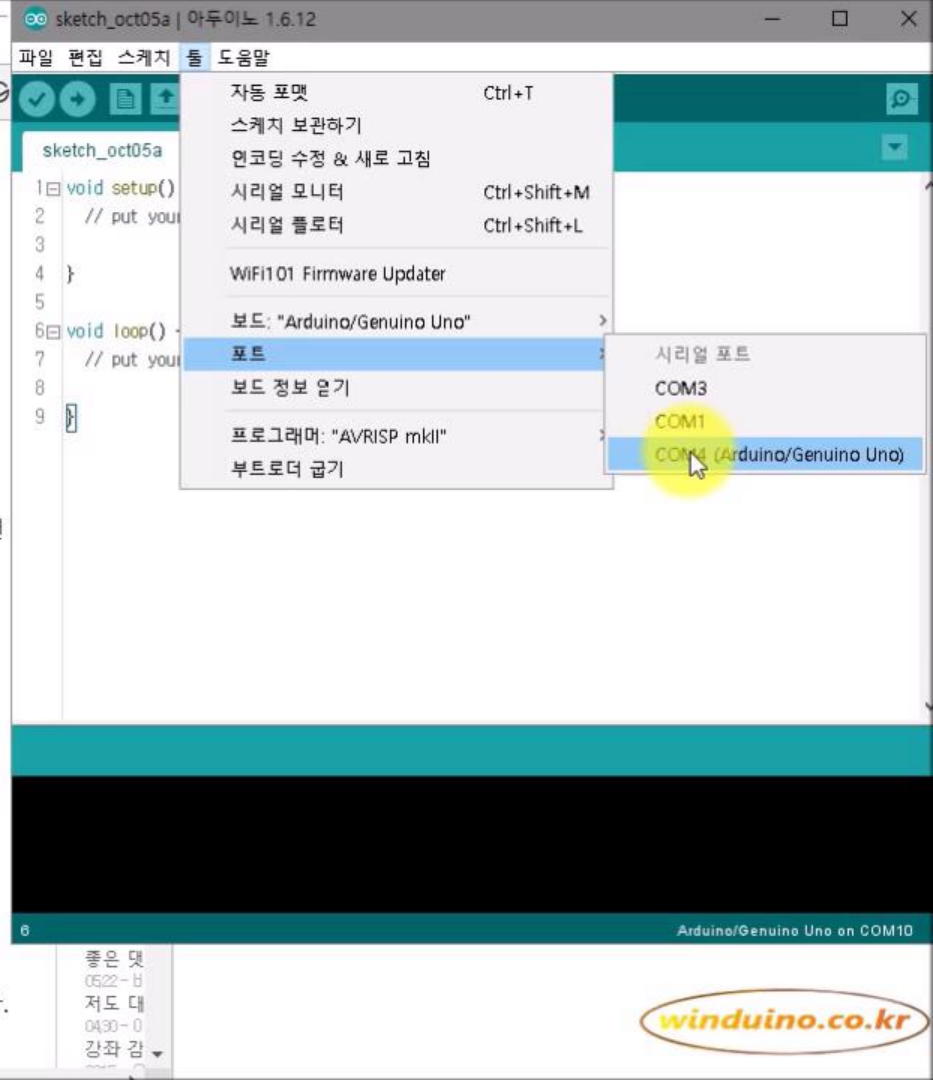 sketch_oct05a | 아두이노 1.6.12
파일 편집 스케치 툴 도움말
자동 포맷 Ctrl+T
스케치 보관하기
인코딩 수정 & 새로 고침
시리얼 모니터 Ctrl+Shift+M
시리얼 플로터 Ctrl+Shift+L
WiFi101 Firmware Updater
보드: "Arduino/Genuino Uno"
포트
보드 정보 얻기
프로그래머: "AVRISP mkII"
부트로더 굽기
시리얼 포트
COM3
COM1
COM4 (Arduino/Genuino Uno)
sketch_oct05a
1 void setup()
2 // put your
3
4 }
5
6 void loop()
7 // put your
8
9 }
6 Arduino/Genuino Uno on COM10
좋은 댓
05:22 - 
저도 대
04:30 - 
강좌 감
winduino.co.kr